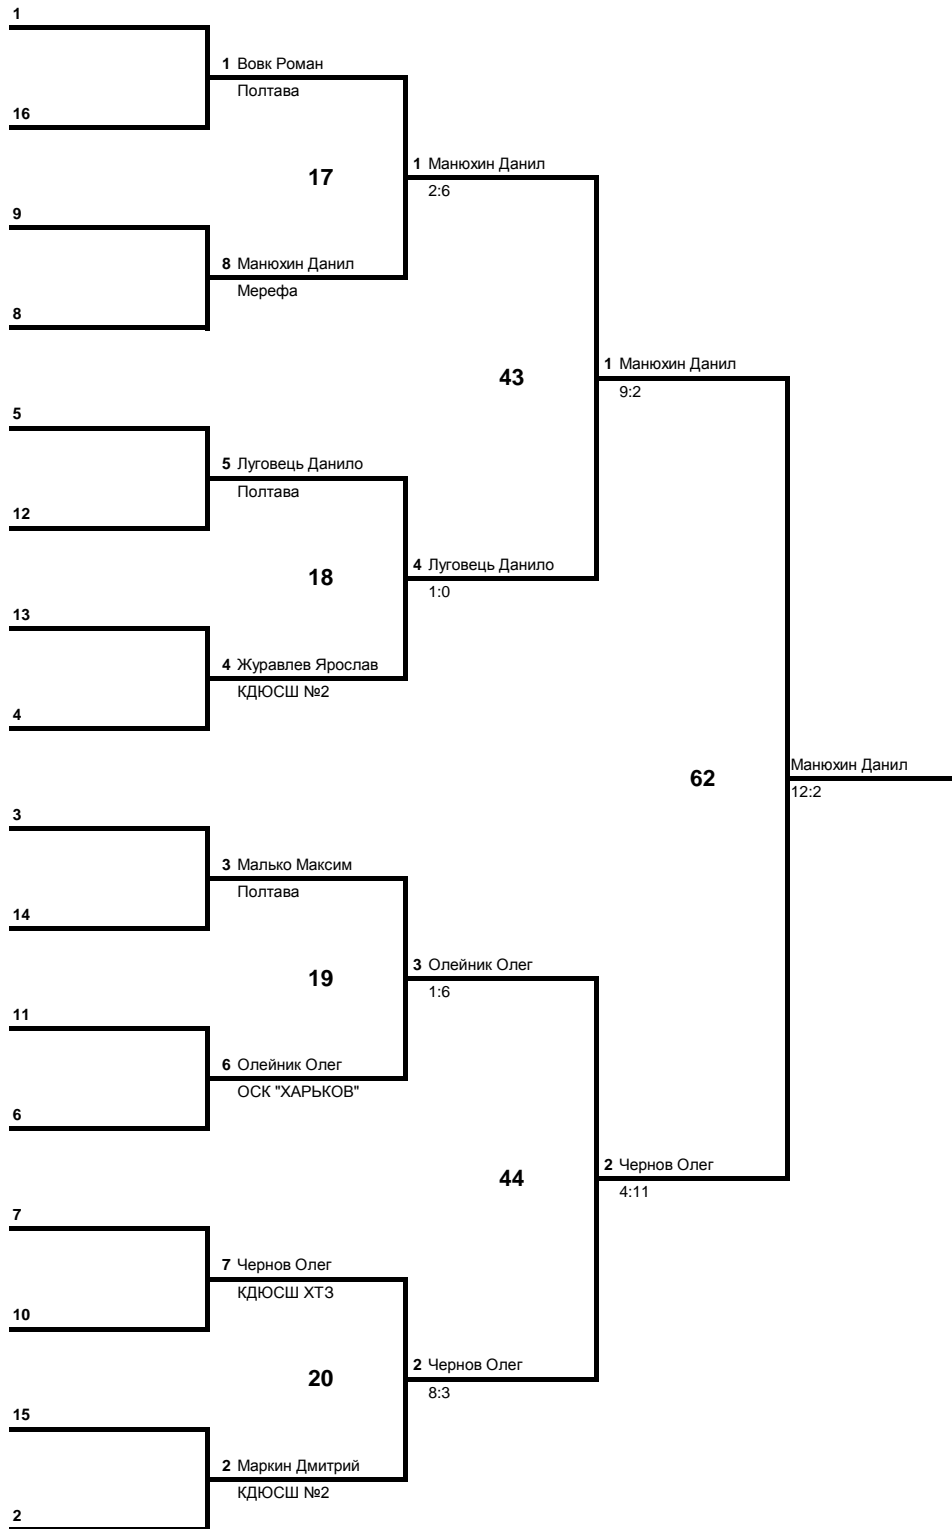 1
1 Вовк Роман
Полтава
16
1 Манюхин Данил
17
2:6
9
8 Манюхин Данил
Мерефа
8
1 Манюхин Данил
43
9:2
5
5 Луговець Данило
Полтава
12
4 Луговець Данило
18
1:0
13
4 Журавлев Ярослав
КДЮСШ №2
4
Манюхин Данил
62
12:2
3
3 Малько Максим
Полтава
14
3 Олейник Олег
19
1:6
11
6 Олейник Олег
ОСК "ХАРЬКОВ"
6
2 Чернов Олег
44
4:11
7
7 Чернов Олег
КДЮСШ ХТЗ
10
2 Чернов Олег
20
8:3
15
2 Маркин Дмитрий
КДЮСШ №2
2